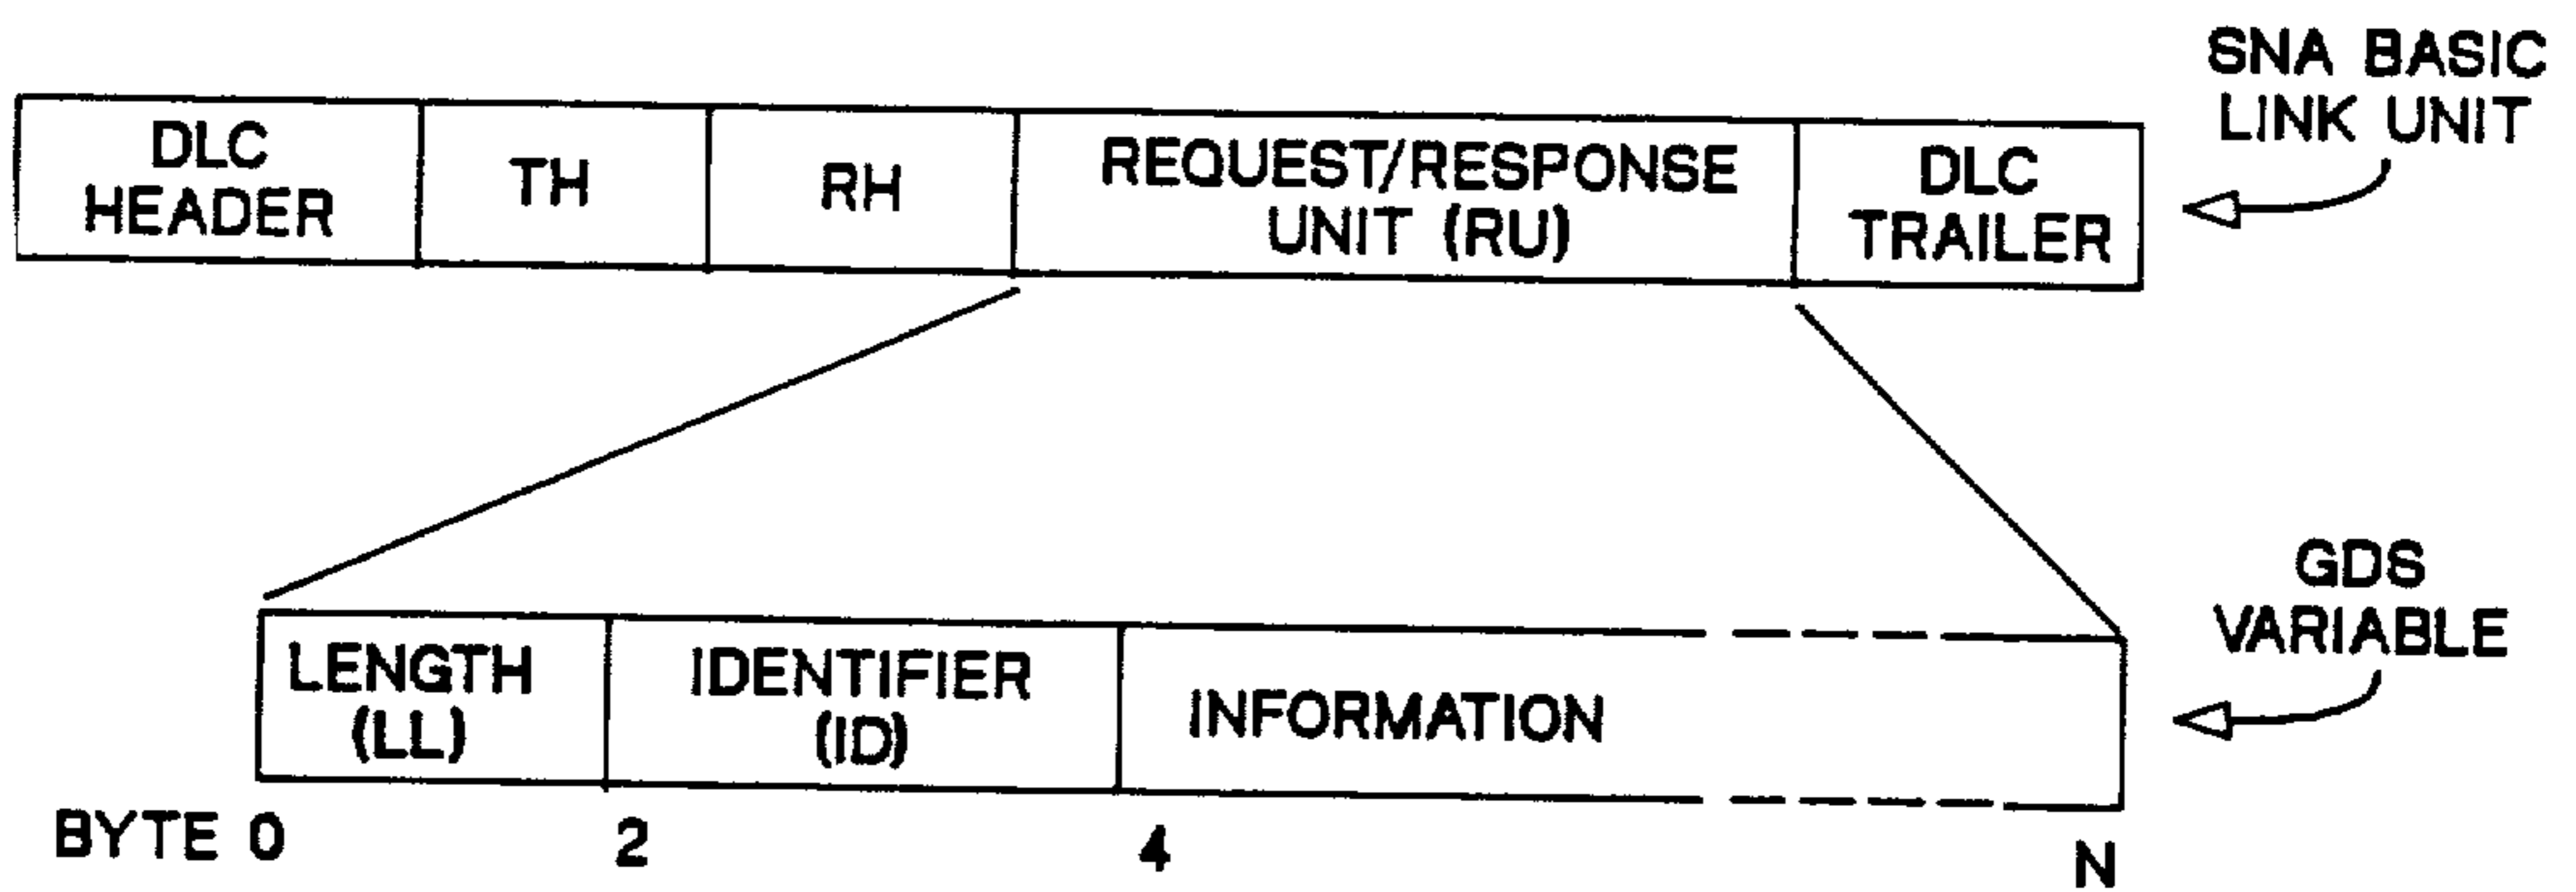 SNA BASIC
LINK UNIT
DLC
HEADER
TH
RH
REQUEST/RESPONSE
UNIT (RU)
DLC
TRAILER
GDS
VARIABLE
LENGTH
(LL)
IDENTIFIER
(ID)
INFORMATION
BYTE 0
2
4
N